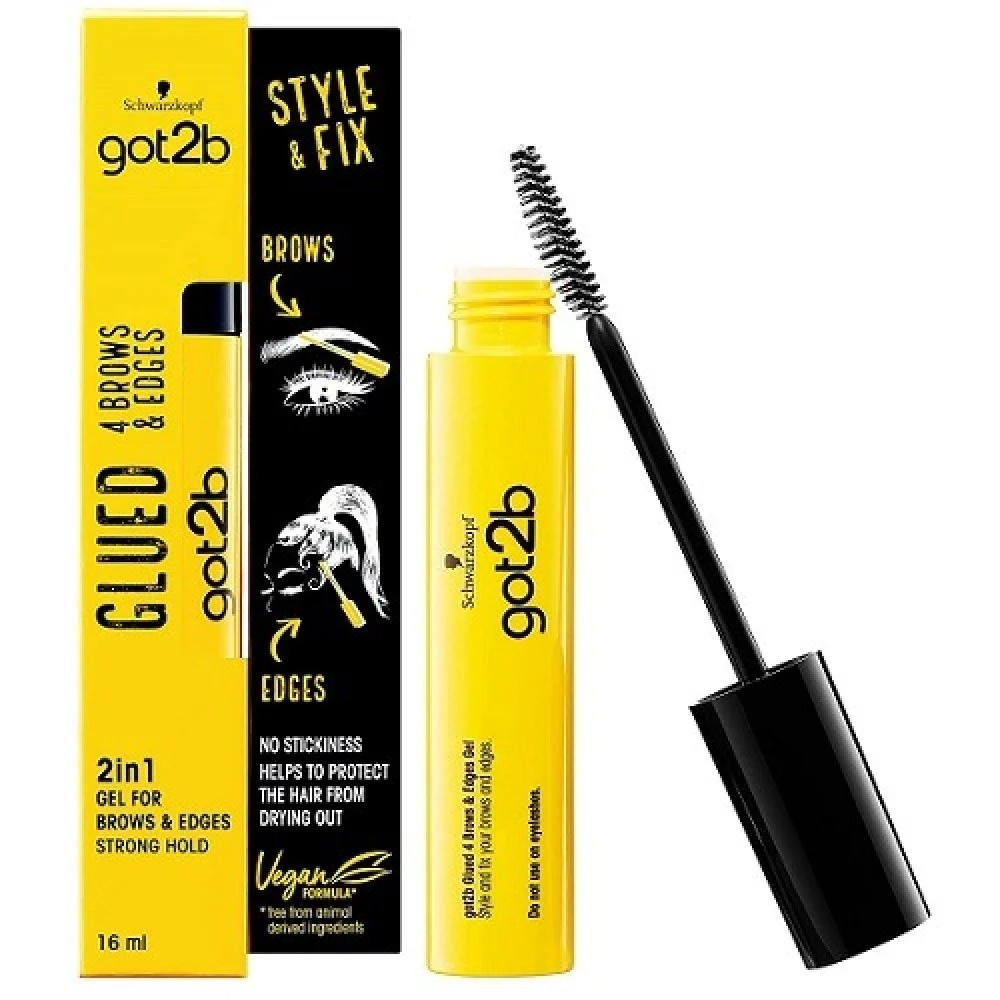 Schwarzkopf
got2b
GLUED
4 BROWS
& EDGES
got2b
2in1
GEL FOR
BROWS & EDGES
STRONG HOLD
16 ml
STYLE
& FIX
BROWS
EDGES
NO STICKINESS
HELPS TO PROTECT
THE HAIR FROM
DRYING OUT
Vegan
FORMULA*
*free from animal
derived ingredients
Schwarzkopf
got2b
got2b Glued 4 Brows & Edges Gel
Style and fix your brows and edges.
Do not use on eyelashes.